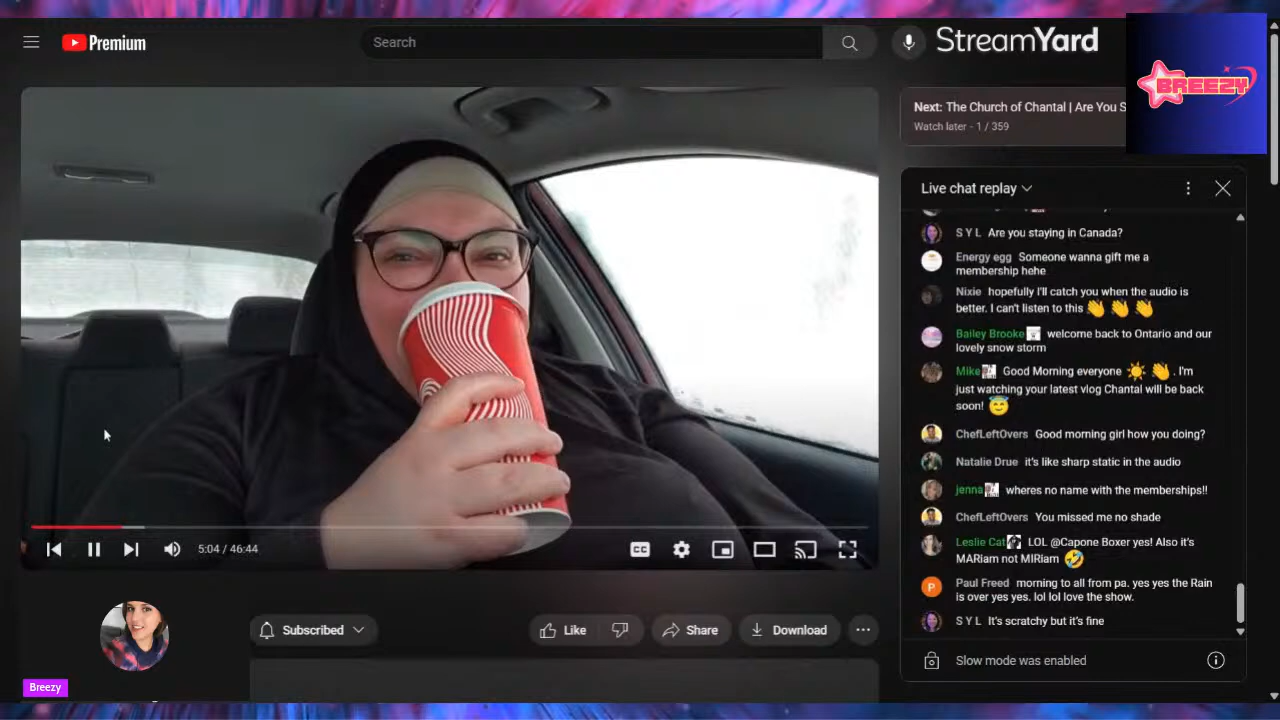 Premium
Search
StreamYard
BREEZY
Next: The Church of Chantal | Are You S
Watch later - 1 / 359
Live chat replay
S Y L Are you staying in Canada?
Energy egg Someone wanna gift me a
membership hehe
Nixie hopefully I'll catch you when the audio is
better. I can't listen to this 👏 👏 👏
Bailey Brooke welcome back to Ontario and our
lovely snow storm
Mike Good Morning everyone ☀️ 👋 . I'm
just watching your latest vlog Chantal will be back
soon! 😇
ChefLeftOvers Good morning girl how you doing?
Natalie Drue it's like sharp static in the audio
jenna wheres no name with the memberships!!
ChefLeftOvers You missed me no shade
Leslie Cat LOL @Capone Boxer yes! Also it's
MARiam not MIRiam 🤣
P
Paul Freed morning to all from pa. yes yes the Rain
is over yes yes. lol lol love the show.
S Y L It's scratchy but it's fine
Slow mode was enabled
5:04 / 46:44
CC
Subscribed
Like
Share
Download
Breezy